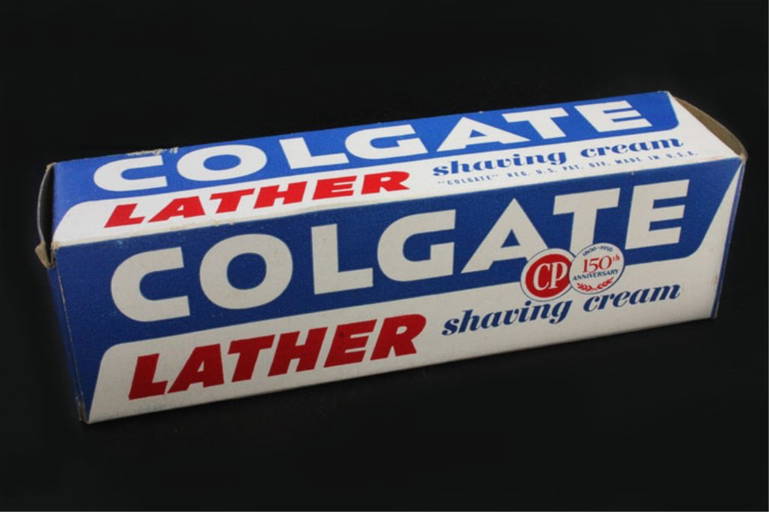 COLGATE
LATHER
shaving cream
"COLGATE" REG. U.S. PAT. OFF. MADE IN U.S.A.
COLGATE
LATHER
CP
150th
ANNIVERSARY
shaving cream